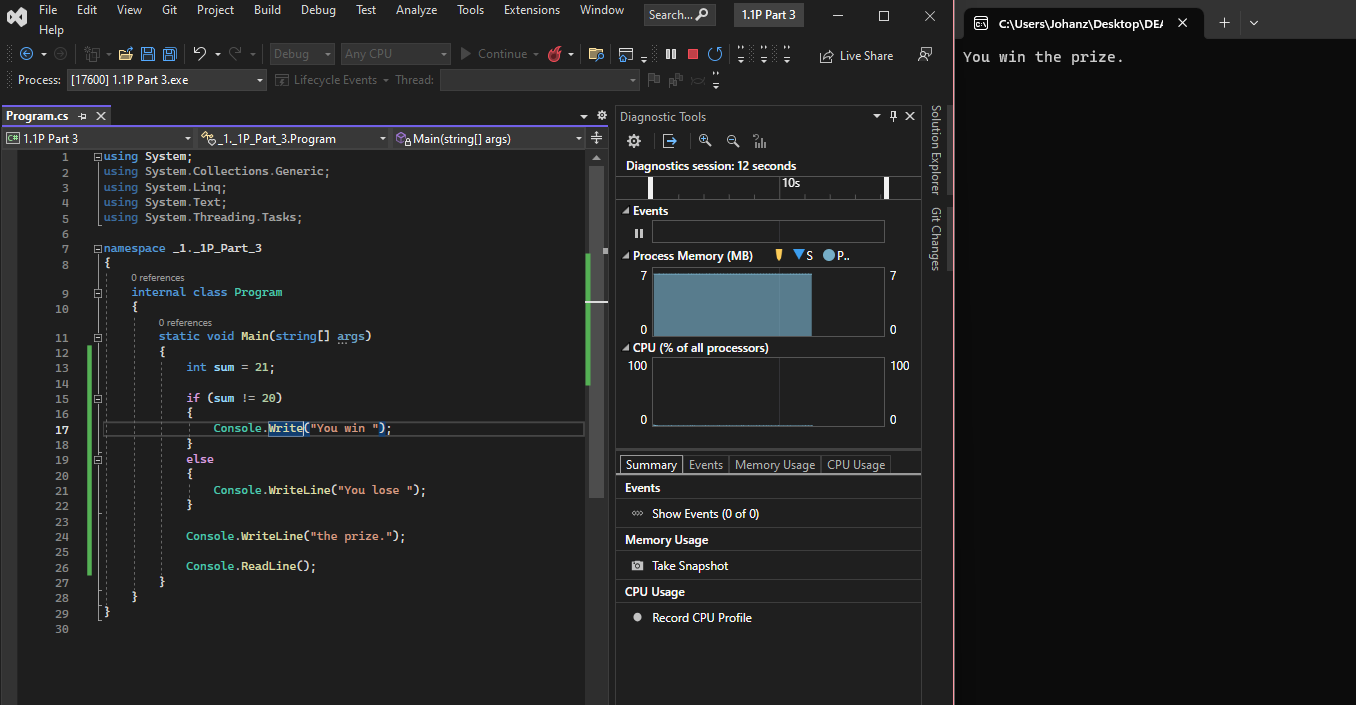 File Edit View Git Project Build Debug Test Analyze Tools Extensions Window Search... 1.1P Part 3
Help
Debug Any CPU Continue Live Share
Process: [17600] 1.1P Part 3.exe Lifecycle Events Thread:
Program.cs
1.1P Part 3 _1._1P_Part_3.Program Main(string[] args)
1 using System;
2 using System.Collections.Generic;
3 using System.Linq;
4 using System.Text;
5 using System.Threading.Tasks;
6
7 namespace _1._1P_Part_3
8 {
0 references
9 internal class Program
10 {
0 references
11 static void Main(string[] args)
12 {
13 int sum = 21;
14
15 if (sum != 20)
16 {
17 Console.Write("You win ");
18 }
19 else
20 {
21 Console.WriteLine("You lose ");
22 }
23
24 Console.WriteLine("the prize.");
25
26 Console.ReadLine();
27 }
28 }
29 }
30
Diagnostic Tools
Diagnostics session: 12 seconds
10s
Events
Process Memory (MB) S P..
7 7
0 0
CPU (% of all processors)
100 100
0 0
Summary Events Memory Usage CPU Usage
Events
Show Events (0 of 0)
Memory Usage
Take Snapshot
CPU Usage
Record CPU Profile
Solution Explorer
Git Changes
C:\Users\Johanz\Desktop\DEA
You win the prize.